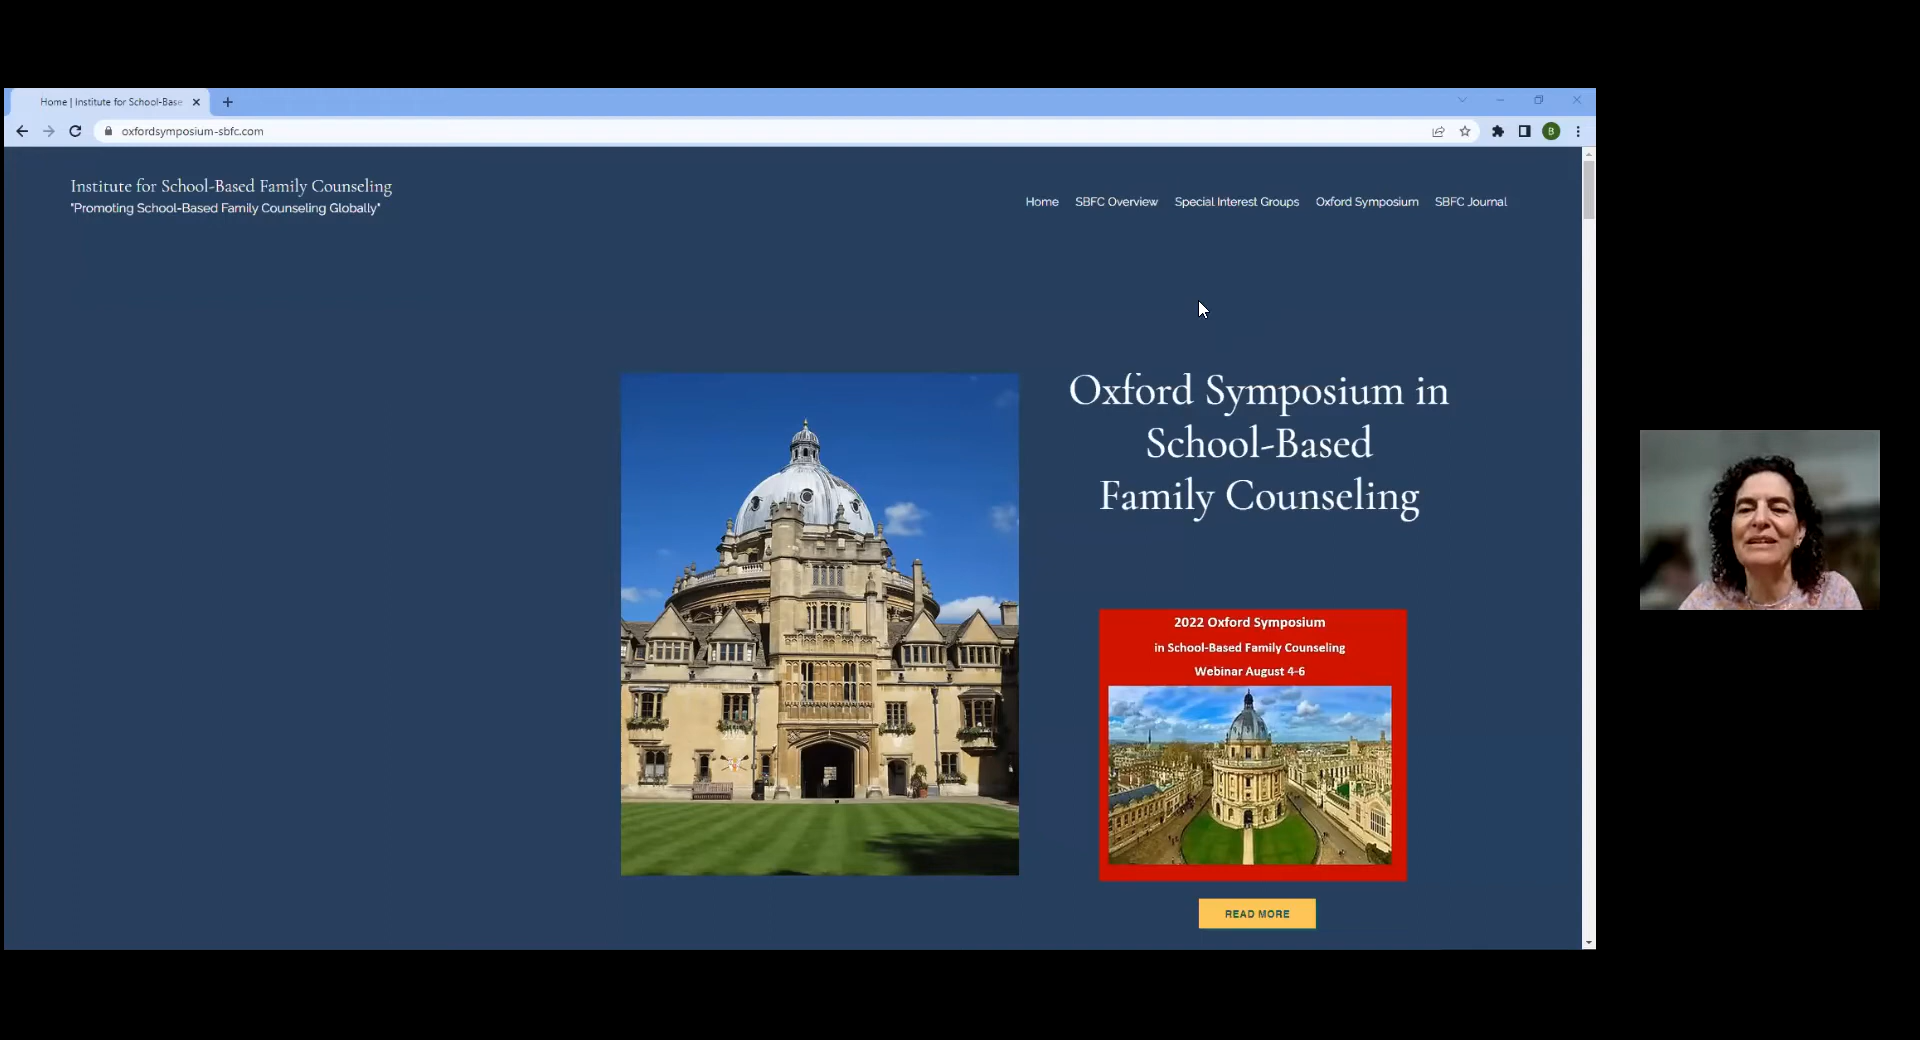 Home | Institute for School-Base
oxfordsymposium-sbfc.com
B
Institute for School-Based Family Counseling
"Promoting School-Based Family Counseling Globally"
Home SBFC Overview Special Interest Groups Oxford Symposium SBFC Journal
Oxford Symposium in
School-Based
Family Counseling
2022 Oxford Symposium
in School-Based Family Counseling
Webinar August 4-6
READ MORE